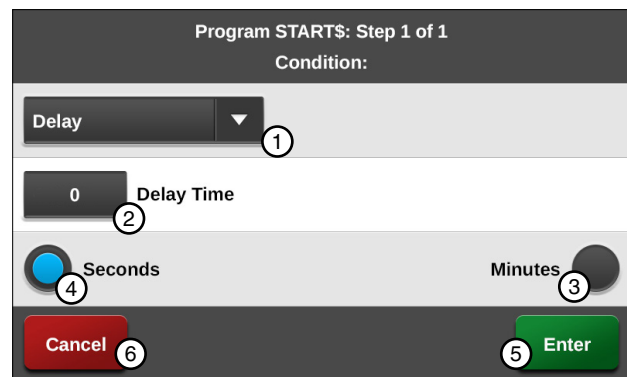 Program START$: Step 1 of 1
Condition:
Delay
1
0 Delay Time
2
Seconds Minutes
4 3
Cancel Enter
6 5